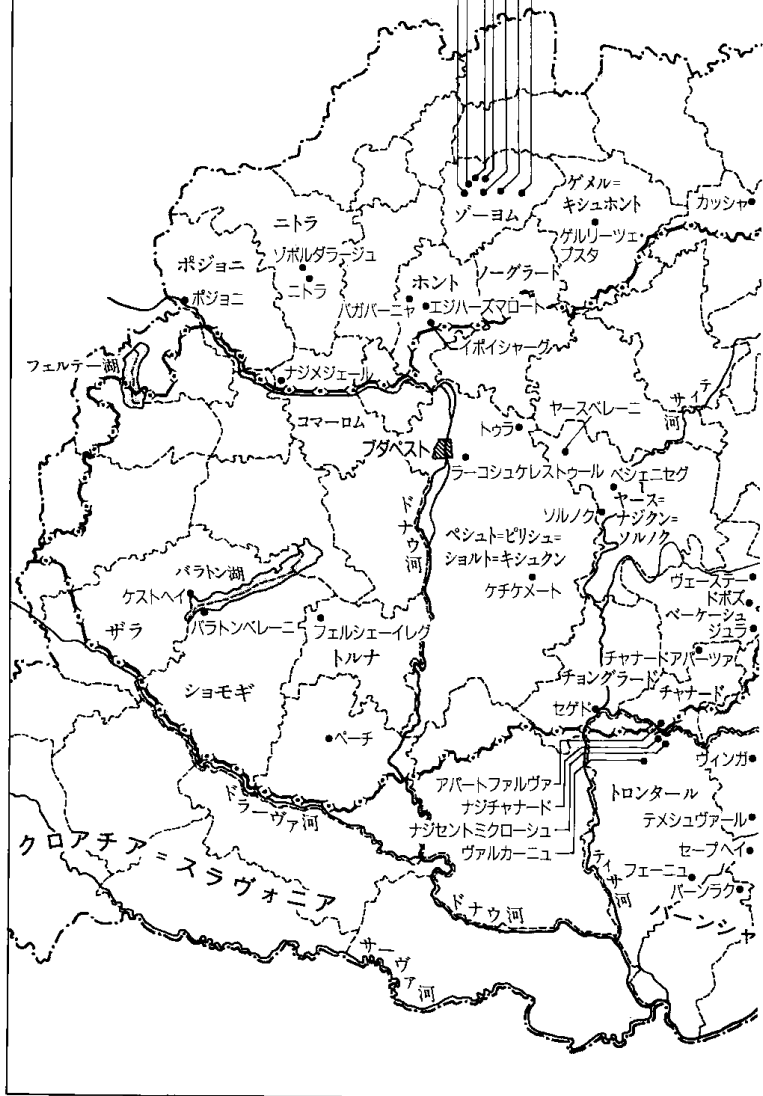 ゲメル=
キシュホント
カッシャ
ゾーヨム
ゲルリーツェ・
プスタ
ニトラ
ゾボルダラージュ
ニトラ
ポジョニ
ポジョニ
ホント
ノーグラード
バガバーニャ
エジハーズマロート
イポイシャーグ
フェルテー湖
ナジメジェール
コマーロム
ティサ河
トゥラ
ヤースベレーニ
ブダペスト
ラーコシュケレストゥール
ベシェニセグ
ドナウ河
ソルノク
ヤース=
ナジクン=
ソルノク
ペシュト=ピリシュ=
ショルト=キシュクン
ケチケメート
バラトン湖
ケストヘイ
ザラ
バラトンベレーニ
フェルシェーイレグ
トルナ
ヴェーステー
ドボズ
ベーケーシュ
ジュラ
チャナードアパーツァ
チョングラード
チャナード
ショモギ
セゲド
ペーチ
ヴィンガ
アパートファルヴァ
ナジチャナード
ナジセントミクローシュ
ヴァルカーニュ
トロンタール
テメシュヴァール
ドラーヴァ河
クロアチア=スラヴォニア
セープヘイ
フェーニュ
バーンラク
ティサ河
ドナウ河
バーンシャ
サーヴァ河